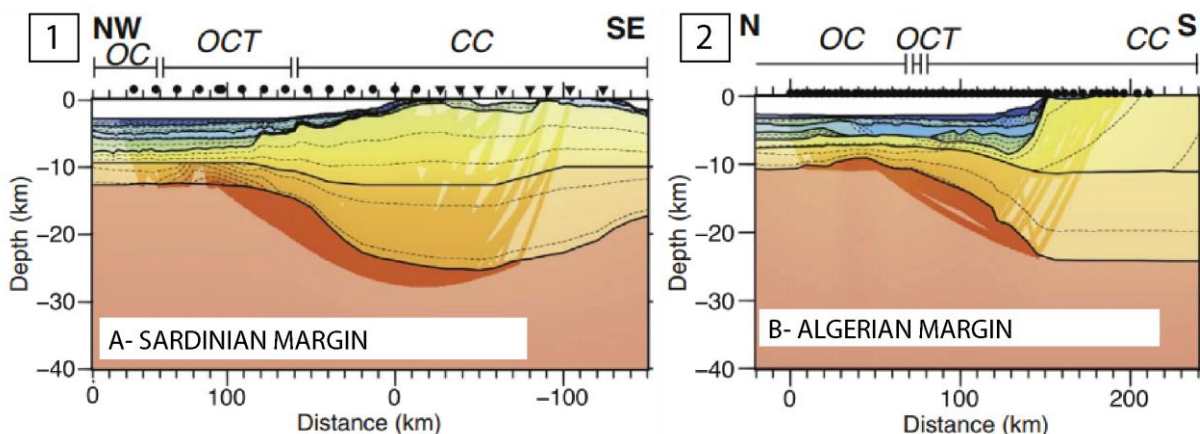 1
NW
SE
OC
OCT
CC
0
-10
-20
-30
-40
Depth (km)
A- SARDINIAN MARGIN
0
100
0
-100
Distance (km)
2
N
S
OC
OCT
CC
0
-10
-20
-30
-40
Depth (km)
B- ALGERIAN MARGIN
0
100
200
Distance (km)